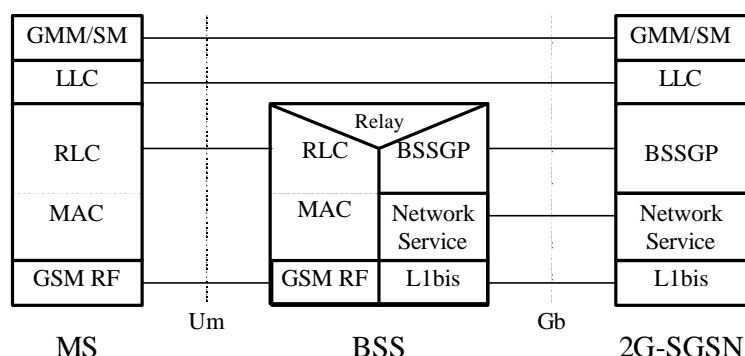 GMM/SM
LLC
RLC
MAC
GSM RF
MS
Um
Relay
RLC
BSSGP
MAC
Network
Service
GSM RF
L1bis
BSS
Gb
GMM/SM
LLC
BSSGP
Network
Service
L1bis
2G-SGSN